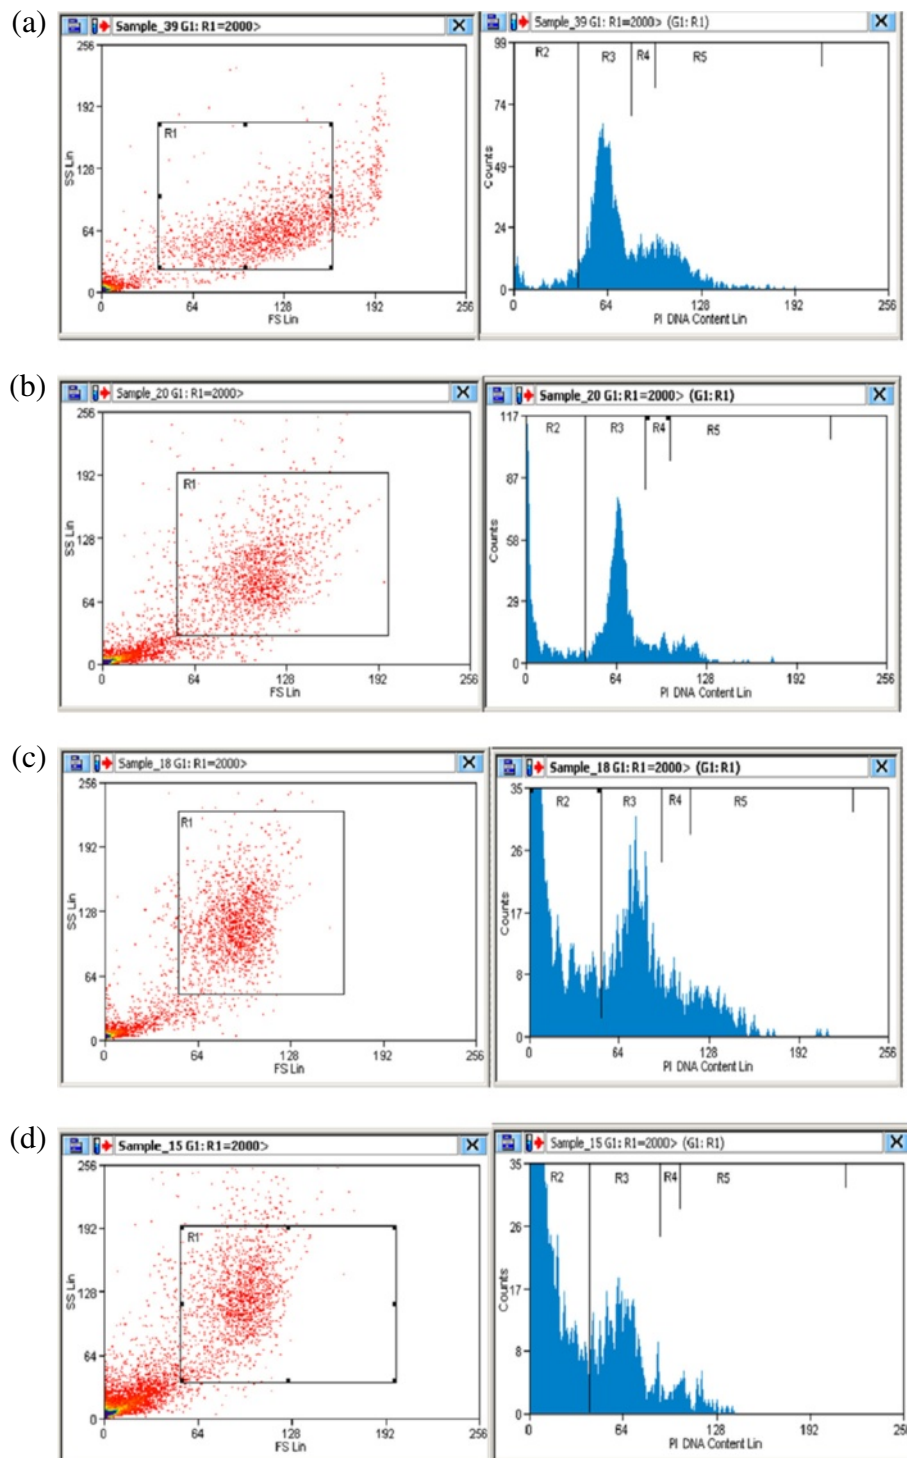 (a)
Sample_39 G1: R1=2000>
256
192
128
64
0
SS Lin
R1
0 64 128 192 256
FS Lin
Sample_39 G1: R1=2000> (G1: R1)
99
74
49
24
0
Counts
R2 R3 R4 R5
0 64 128 192 256
PI DNA Content Lin
(b)
Sample_20 G1: R1=2000>
256
192
128
64
0
SS Lin
R1
0 64 128 192 256
FS Lin
Sample_20 G1: R1=2000> (G1: R1)
117
87
58
29
0
Counts
R2 R3 R4 R5
0 64 128 192 256
PI DNA Content Lin
(c)
Sample_18 G1: R1=2000>
256
192
128
64
0
SS Lin
R1
0 64 128 192 256
FS Lin
Sample_18 G1: R1=2000> (G1: R1)
35
26
17
8
0
Counts
R2 R3 R4 R5
0 64 128 192 256
PI DNA Content Lin
(d)
Sample_15 G1: R1=2000>
256
192
128
64
0
SS Lin
R1
0 64 128 192 256
FS Lin
Sample_15 G1: R1=2000> (G1: R1)
35
26
17
8
0
Counts
R2 R3 R4 R5
0 64 128 192 256
PI DNA Content Lin